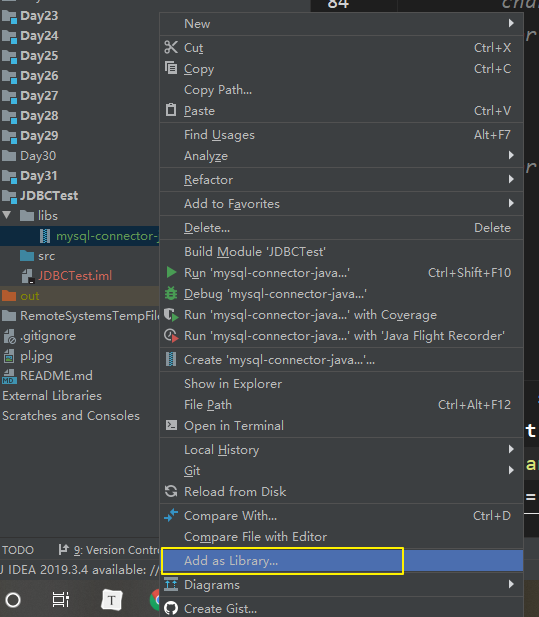 Day23
Day24
Day25
Day26
Day27
Day28
Day29
Day30
Day31
JDBCTest
libs
mysql-connector-j
src
JDBCTest.iml
out
RemoteSystemsTempFile
.gitignore
pl.jpg
README.md
External Libraries
Scratches and Consoles
TODO
9: Version Contro
J IDEA 2019.3.4 available: //
T
84
New
Cut Ctrl+X
Copy Ctrl+C
Copy Path...
Paste Ctrl+V
Find Usages Alt+F7
Analyze
Refactor
Add to Favorites
Delete... Delete
Build Module 'JDBCTest'
Run 'mysql-connector-java...' Ctrl+Shift+F10
Debug 'mysql-connector-java...'
Run 'mysql-connector-java...' with Coverage
Run 'mysql-connector-java...' with 'Java Flight Recorder'
Create 'mysql-connector-java...'...
Show in Explorer
File Path Ctrl+Alt+F12
Open in Terminal
Local History
Git
Reload from Disk
Compare With... Ctrl+D
Compare File with Editor
Add as Library...
Diagrams
Create Gist...